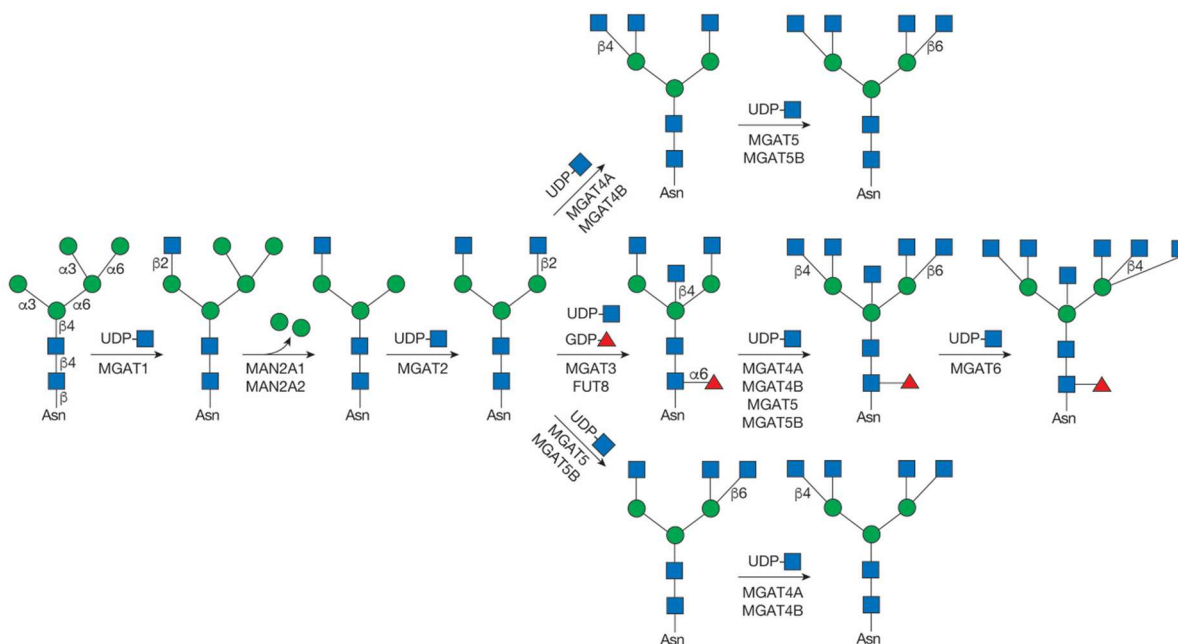 β4
β6
UDP-
MGAT5
MGAT5B
Asn
Asn
UDP-
MGAT4A
MGAT4B
α3
α6
α3
α6
β4
β4
β
Asn
UDP-
MGAT1
β2
Asn
MAN2A1
MAN2A2
Asn
UDP-
MGAT2
β2
Asn
UDP-
GDP-
MGAT3
FUT8
β4
α6
Asn
UDP-
MGAT4A
MGAT4B
MGAT5
MGAT5B
β4
β6
Asn
UDP-
MGAT6
β4
Asn
UDP-
MGAT5
MGAT5B
β6
Asn
UDP-
MGAT4A
MGAT4B
β4
Asn